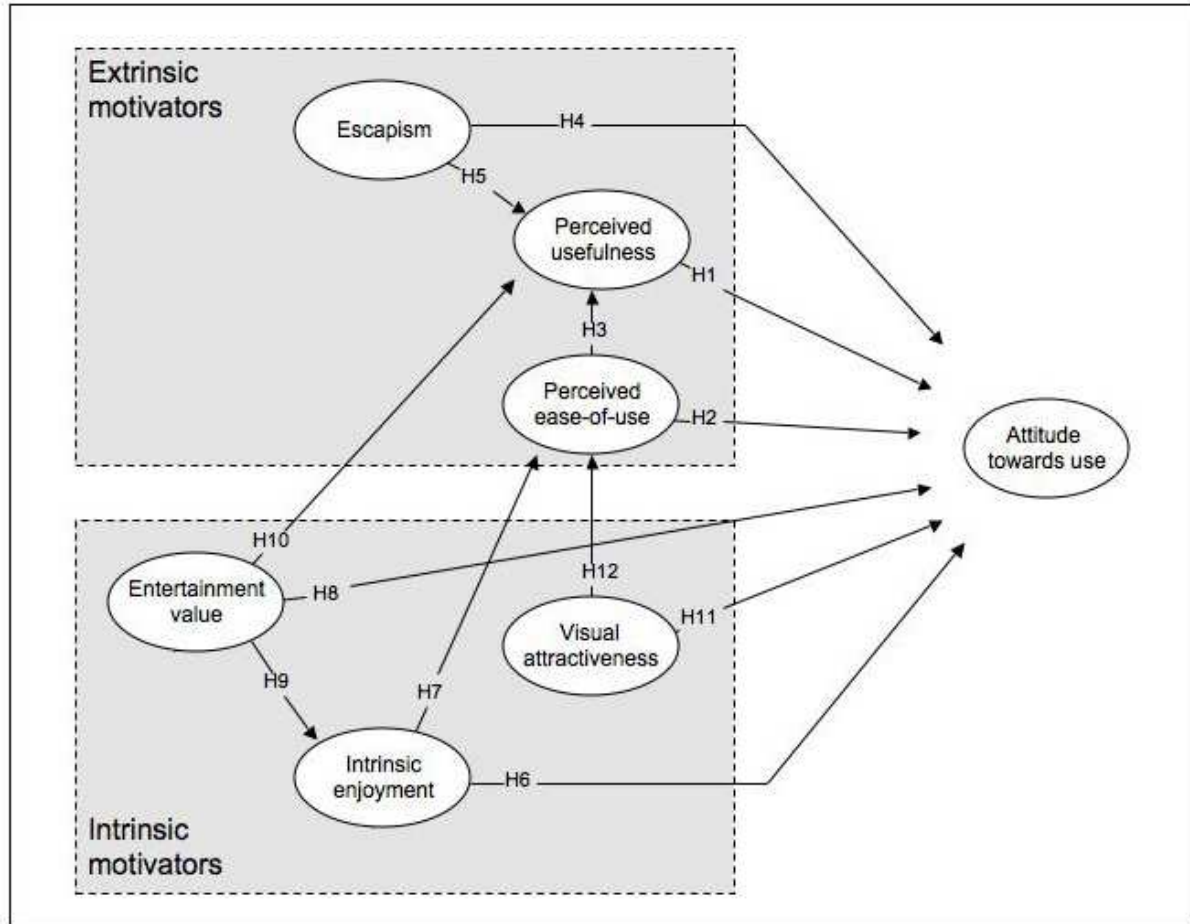 Extrinsic
motivators
Escapism
H4
H5
Perceived
usefulness
H1
H3
Perceived
ease-of-use
H2
Attitude
towards use
H10
Entertainment
value
H8
H12
H11
Visual
attractiveness
H9
H7
Intrinsic
enjoyment
H6
Intrinsic
motivators